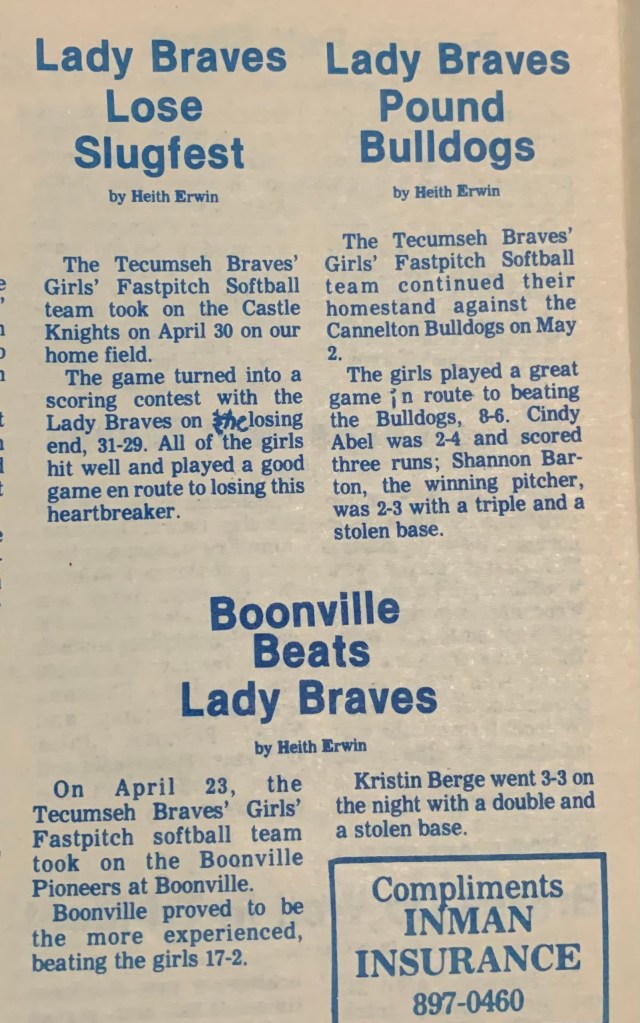 Lady Braves
Lose
Slugfest
by Heith Erwin
The Tecumseh Braves'
Girls' Fastpitch Softball
team took on the Castle
Knights on April 30 on our
home field.
The game turned into a
scoring contest with the
Lady Braves on the losing
end, 31-29. All of the girls
hit well and played a good
game en route to losing this
heartbreaker.
Lady Braves
Pound
Bulldogs
by Heith Erwin
The Tecumseh Braves'
Girls' Fastpitch Softball
team continued their
homestand against the
Cannelton Bulldogs on May
2.
The girls played a great
game in route to beating
the Bulldogs, 8-6. Cindy
Abel was 2-4 and scored
three runs; Shannon Bar-
ton, the winning pitcher,
was 2-3 with a triple and a
stolen base.
Boonville
Beats
Lady Braves
by Heith Erwin
On April 23, the
Tecumseh Braves' Girls'
Fastpitch softball team
took on the Boonville
Pioneers at Boonville.
Boonville proved to be
the more experienced,
beating the girls 17-2.
Kristin Berge went 3-3 on
the night with a double and
a stolen base.
Compliments
INMAN
INSURANCE
897-0460